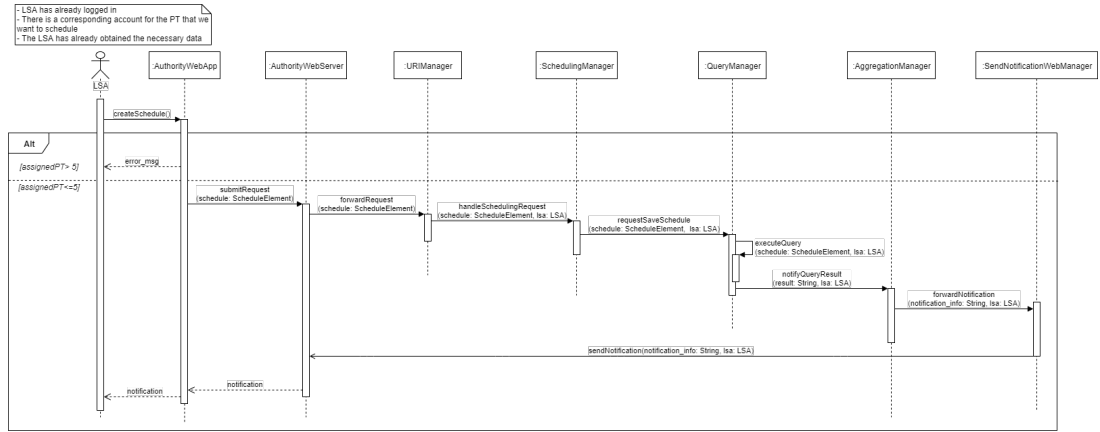 - LSA has already logged in
- There is a corresponding account for the PT that we
want to schedule
- The LSA has already obtained the necessary data
LSA
:AuthorityWebApp
:AuthorityWebServer
:URIManager
:SchedulingManager
:QueryManager
:AggregationManager
:SendNotificationWebManager
createSchedule()
Alt
[assignedPT> 5]
error_msg
[assignedPT<=5]
submitRequest
(schedule: ScheduleElement)
forwardRequest
(schedule: ScheduleElement)
handleSchedulingRequest
(schedule: ScheduleElement, lsa: LSA)
requestSaveSchedule
(schedule: ScheduleElement, lsa: LSA)
executeQuery
(schedule: ScheduleElement, lsa: LSA)
notifyQueryResult
(result: String, lsa: LSA)
forwardNotification
(notification_info: String, lsa: LSA)
sendNotification(notification_info: String, lsa: LSA)
notification
notification